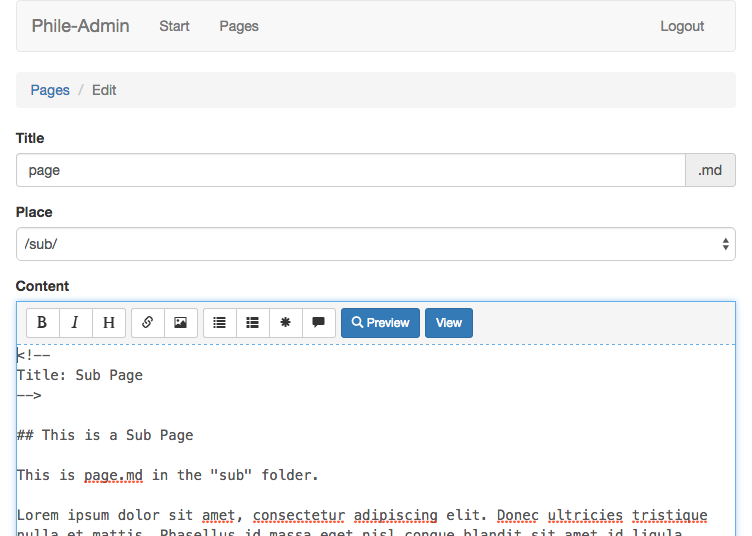 Phile-Admin Start Pages Logout
Pages / Edit
Title
page .md
Place
/sub/
Content
B I H Preview View
<!--
Title: Sub Page
-->
## This is a Sub Page
This is page.md in the "sub" folder.
Lorem ipsum dolor sit amet, consectetur adipiscing elit. Donec ultricies tristique
nulla et mattis. Phasellus id massa eget nisl congue blandit sit amet id ligula.